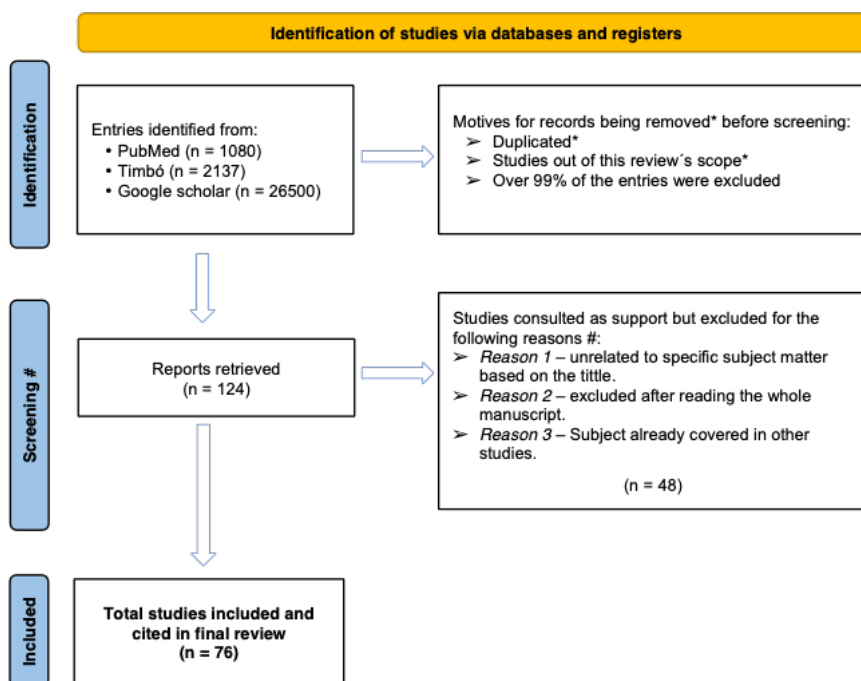 Identification of studies via databases and registers
Identification
Entries identified from:
• PubMed (n = 1080)
• Timbó (n = 2137)
• Google scholar (n = 26500)
Motives for records being removed* before screening:
➢ Duplicated*
➢ Studies out of this review´s scope*
➢ Over 99% of the entries were excluded
Screening #
Reports retrieved
(n = 124)
Studies consulted as support but excluded for the
following reasons #:
➢ Reason 1 – unrelated to specific subject matter
based on the tittle.
➢ Reason 2 – excluded after reading the whole
manuscript.
➢ Reason 3 – Subject already covered in other
studies.
(n = 48)
Included
Total studies included and
cited in final review
(n = 76)